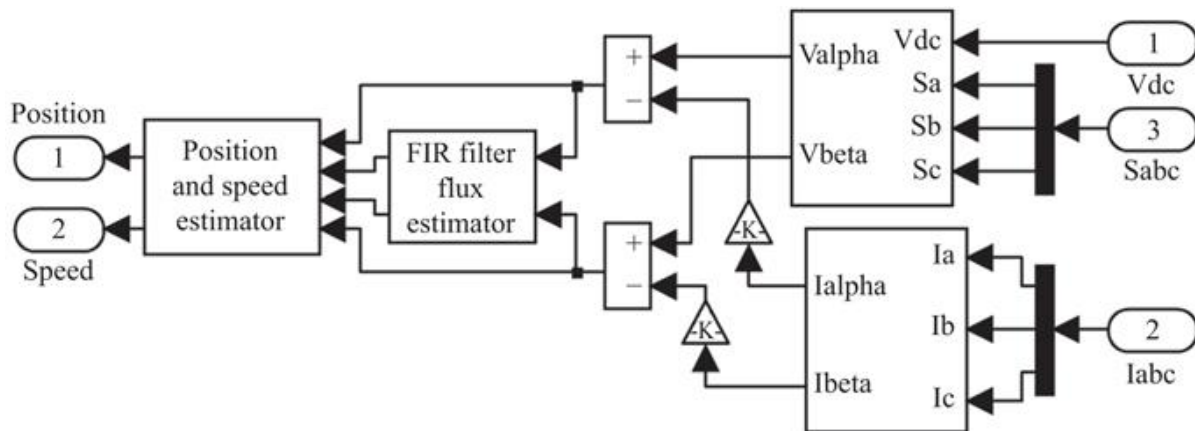 Position
1
2
Speed
Position
and speed
estimator
FIR filter
flux
estimator
+
−
+
−
-K-
-K-
Valpha
Vbeta
Vdc
Sa
Sb
Sc
Ialpha
Ibeta
Ia
Ib
Ic
1
Vdc
3
Sabc
2
Iabc